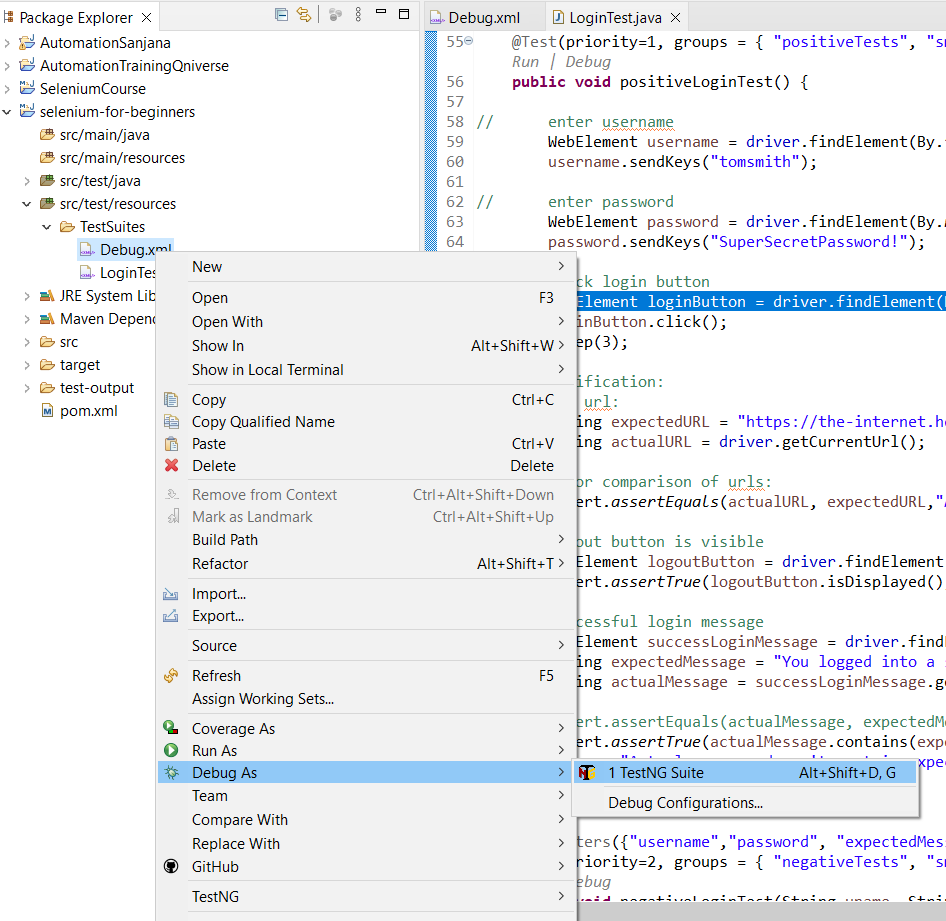 Package Explorer
AutomationSanjana
AutomationTrainingQniverse
SeleniumCourse
selenium-for-beginners
src/main/java
src/main/resources
src/test/java
src/test/resources
TestSuites
Debug.xml
LoginTes
JRE System Lib
Maven Depend
src
target
test-output
pom.xml
New
Open F3
Open With
Show In Alt+Shift+W
Show in Local Terminal
Copy Ctrl+C
Copy Qualified Name
Paste Ctrl+V
Delete Delete
Remove from Context Ctrl+Alt+Shift+Down
Mark as Landmark Ctrl+Alt+Shift+Up
Build Path
Refactor Alt+Shift+T
Import...
Export...
Source
Refresh F5
Assign Working Sets...
Coverage As
Run As
Debug As
Team
Compare With
Replace With
GitHub
TestNG
1 TestNG Suite Alt+Shift+D, G
Debug Configurations...
Debug.xml LoginTest.java
55 @Test(priority=1, groups = { "positiveTests", "s
Run | Debug
56 public void positiveLoginTest() {
57
58 // enter username
59 WebElement username = driver.findElement(By.
60 username.sendKeys("tomsmith");
61
62 // enter password
63 WebElement password = driver.findElement(By.
64 password.sendKeys("SuperSecretPassword!");
ck login button
Element loginButton = driver.findElement(
inButton.click();
ep(3);
ification:
url:
ing expectedURL = "https://the-internet.he
ing actualURL = driver.getCurrentUrl();
or comparison of urls:
ert.assertEquals(actualURL, expectedURL,"
out button is visible
Element logoutButton = driver.findElement
ert.assertTrue(logoutButton.isDisplayed()
cessful login message
Element successLoginMessage = driver.find
ing expectedMessage = "You logged into a
ing actualMessage = successLoginMessage.ge
ert.assertEquals(actualMessage, expectedM
ert.assertTrue(actualMessage.contains(exp
xpec
ters({"username","password", "expectedMes
riority=2, groups = { "negativeTests", "s
ebug